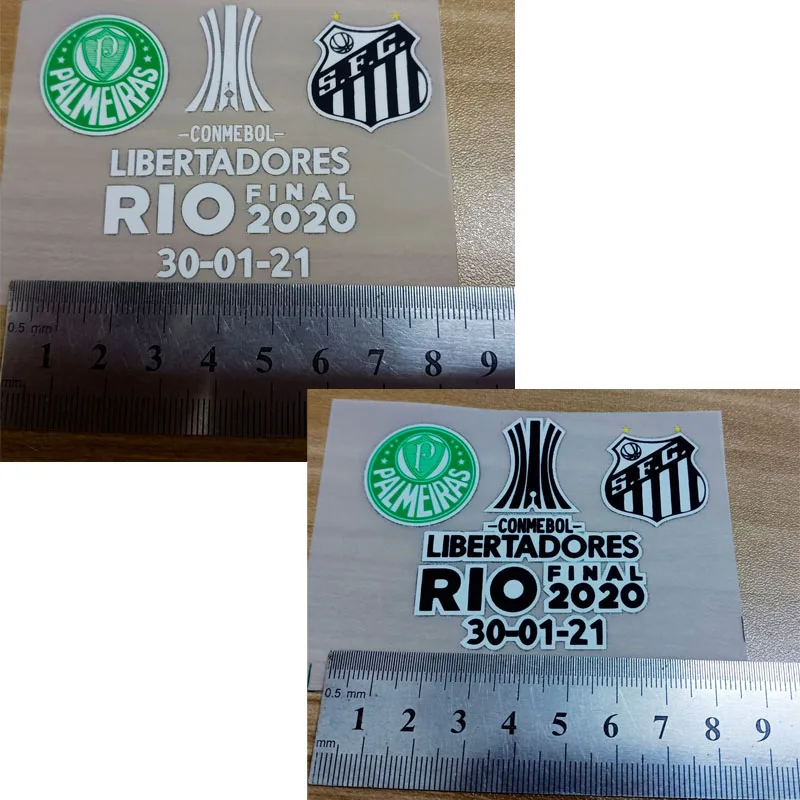 P
PALMEIRAS
S.F.C.
-CONMEBOL-
LIBERTADORES
RIO FINAL 2020
30-01-21
0.5 mm
1 2 3 4 5 6 7 8 9
mm
P
PALMEIRAS
S.F.C.
-CONMEBOL-
LIBERTADORES
RIO FINAL 2020
30-01-21
0.5 mm
1 2 3 4 5 6 7 8 9
mm